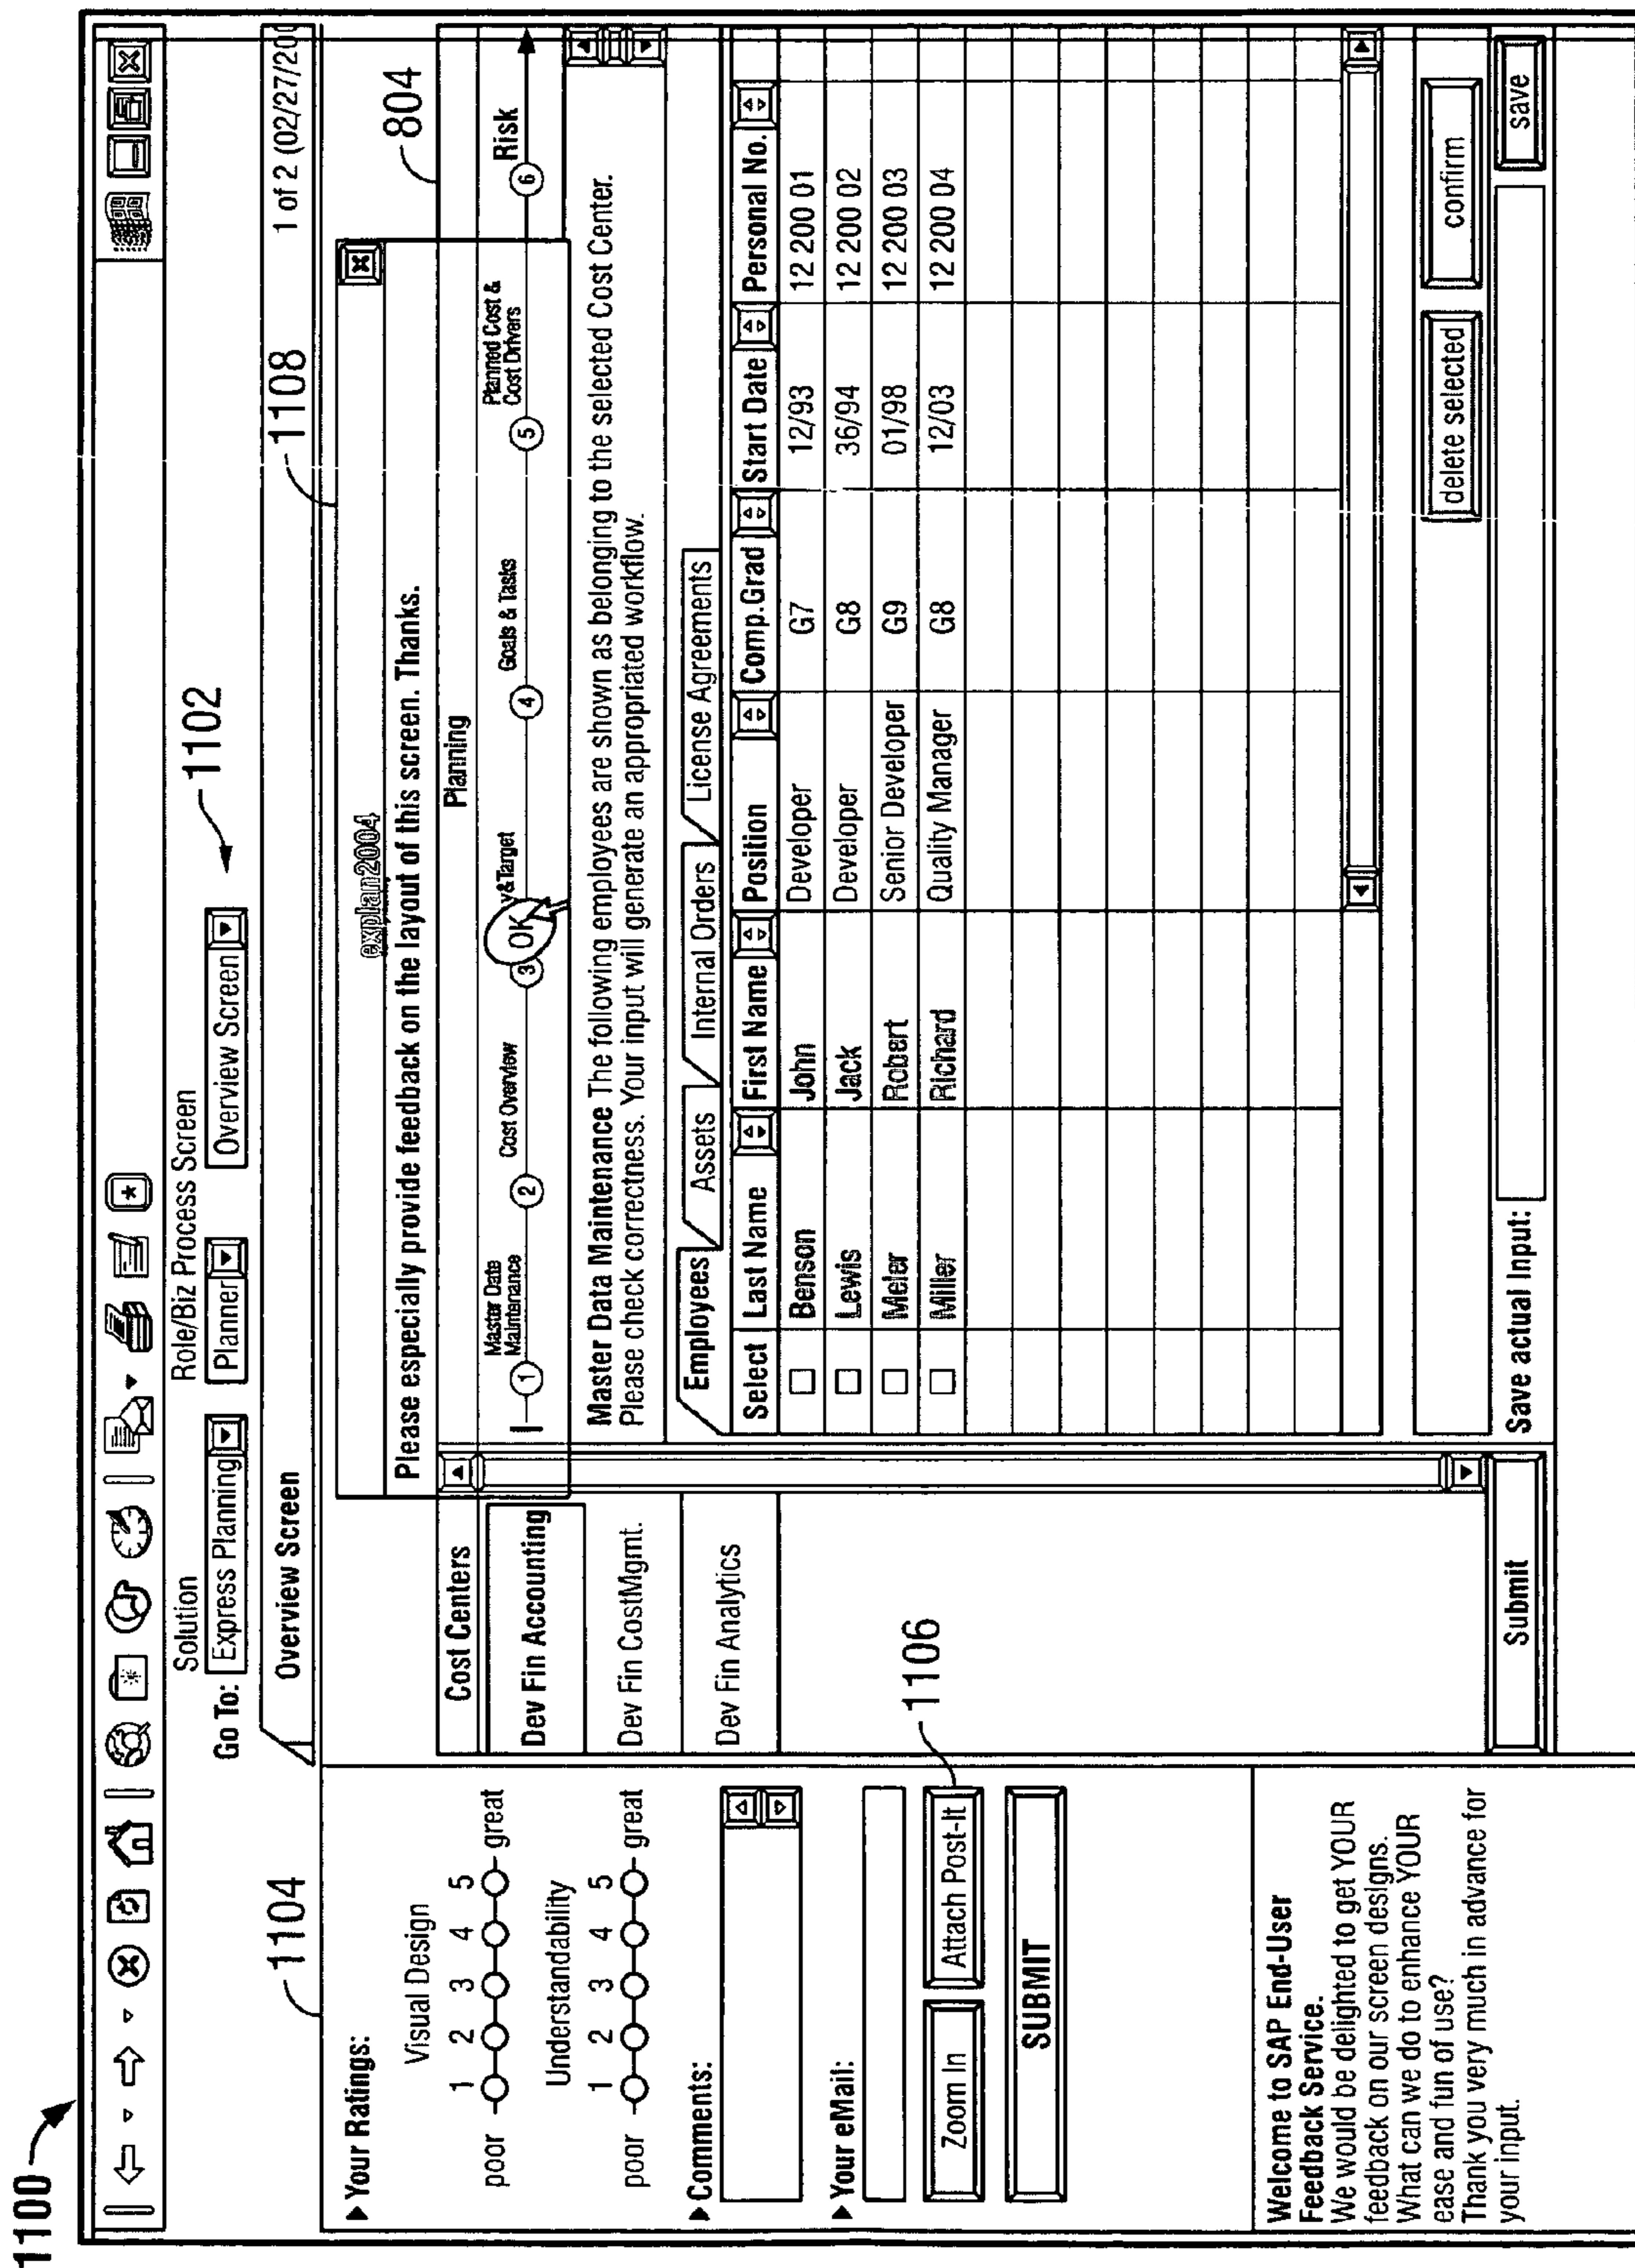 1100
Solution
Role/Biz Process Screen
Go To: Express Planning Planner Overview Screen
1102
1104
Overview Screen
1 of 2 (02/27/200
1108
▶ Your Ratings:
Visual Design
1 2 3 4 5
poor great
Understandability
1 2 3 4 5
poor great
▶ Comments:
▶ Your eMail:
Zoom In Attach Post-It
1106
SUBMIT
Welcome to SAP End-User
Feedback Service.
We would be delighted to get YOUR
feedback on our screen designs.
What can we do to enhance YOUR
ease and fun of use?
Thank you very much in advance for
your input.
explan2004
Please especially provide feedback on the layout of this screen. Thanks.
804
Cost Centers
Dev Fin Accounting
Dev Fin CostMgmt.
Dev Fin Analytics
Submit
Planning
1 Master Date
Maintenance
2 Cost Overview
3 OK y&Target
4 Goals & Tasks
5 Planned Cost &
Cost Drivers
6 Risk
Master Data Maintenance The following employees are shown as belonging to the selected Cost Center.
Please check correctness. Your input will generate an appropriated workflow.
Employees Assets Internal Orders License Agreements
Select Last Name First Name Position Comp.Grad Start Date Personal No.
Benson John Developer G7 12/93 12 200 01
Lewis Jack Developer G8 36/94 12 200 02
Meier Robert Senior Developer G9 01/98 12 200 03
Miller Richard Quality Manager G8 12/03 12 200 04
delete selected confirm
Save actual Input: save